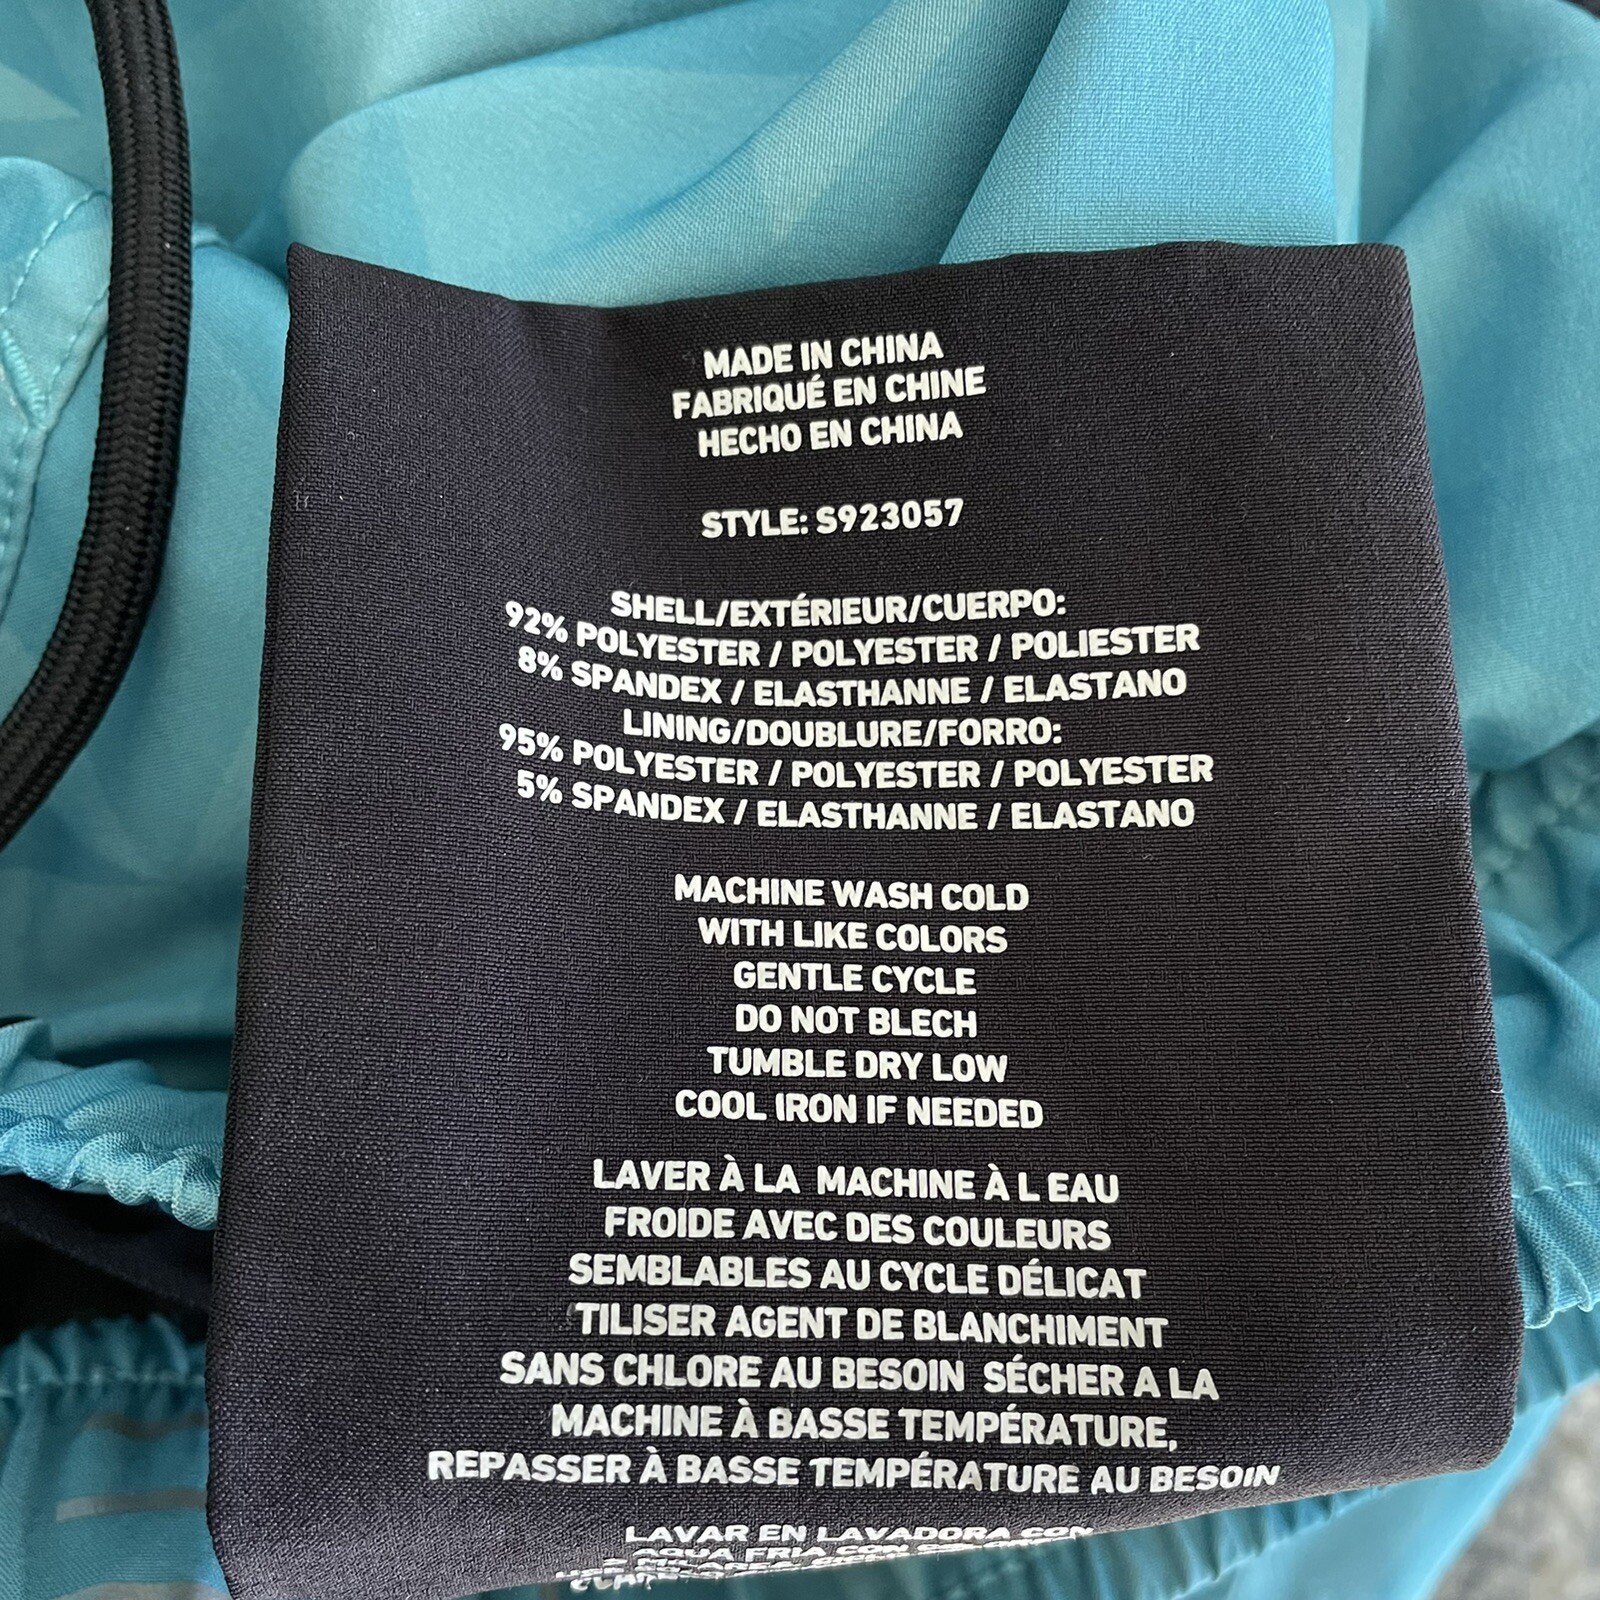 MADE IN CHINA
FABRIQUÉ EN CHINE
HECHO EN CHINA
STYLE: S923057
SHELL/EXTÉRIEUR/CUERPO:
92% POLYESTER / POLYESTER / POLIESTER
8% SPANDEX / ELASTHANNE / ELASTANO
LINING/DOUBLURE/FORRO:
95% POLYESTER / POLYESTER / POLYESTER
5% SPANDEX / ELASTHANNE / ELASTANO
MACHINE WASH COLD
WITH LIKE COLORS
GENTLE CYCLE
DO NOT BLECH
TUMBLE DRY LOW
COOL IRON IF NEEDED
LAVER À LA MACHINE À L EAU
FROIDE AVEC DES COULEURS
SEMBLABLES AU CYCLE DÉLICAT
TILISER AGENT DE BLANCHIMENT
SANS CHLORE AU BESOIN SÉCHER A LA
MACHINE À BASSE TEMPÉRATURE,
REPASSER À BASSE TEMPÉRATURE AU BESOIN
LAVAR EN LAVADORA CON
AGUA FRIA CON